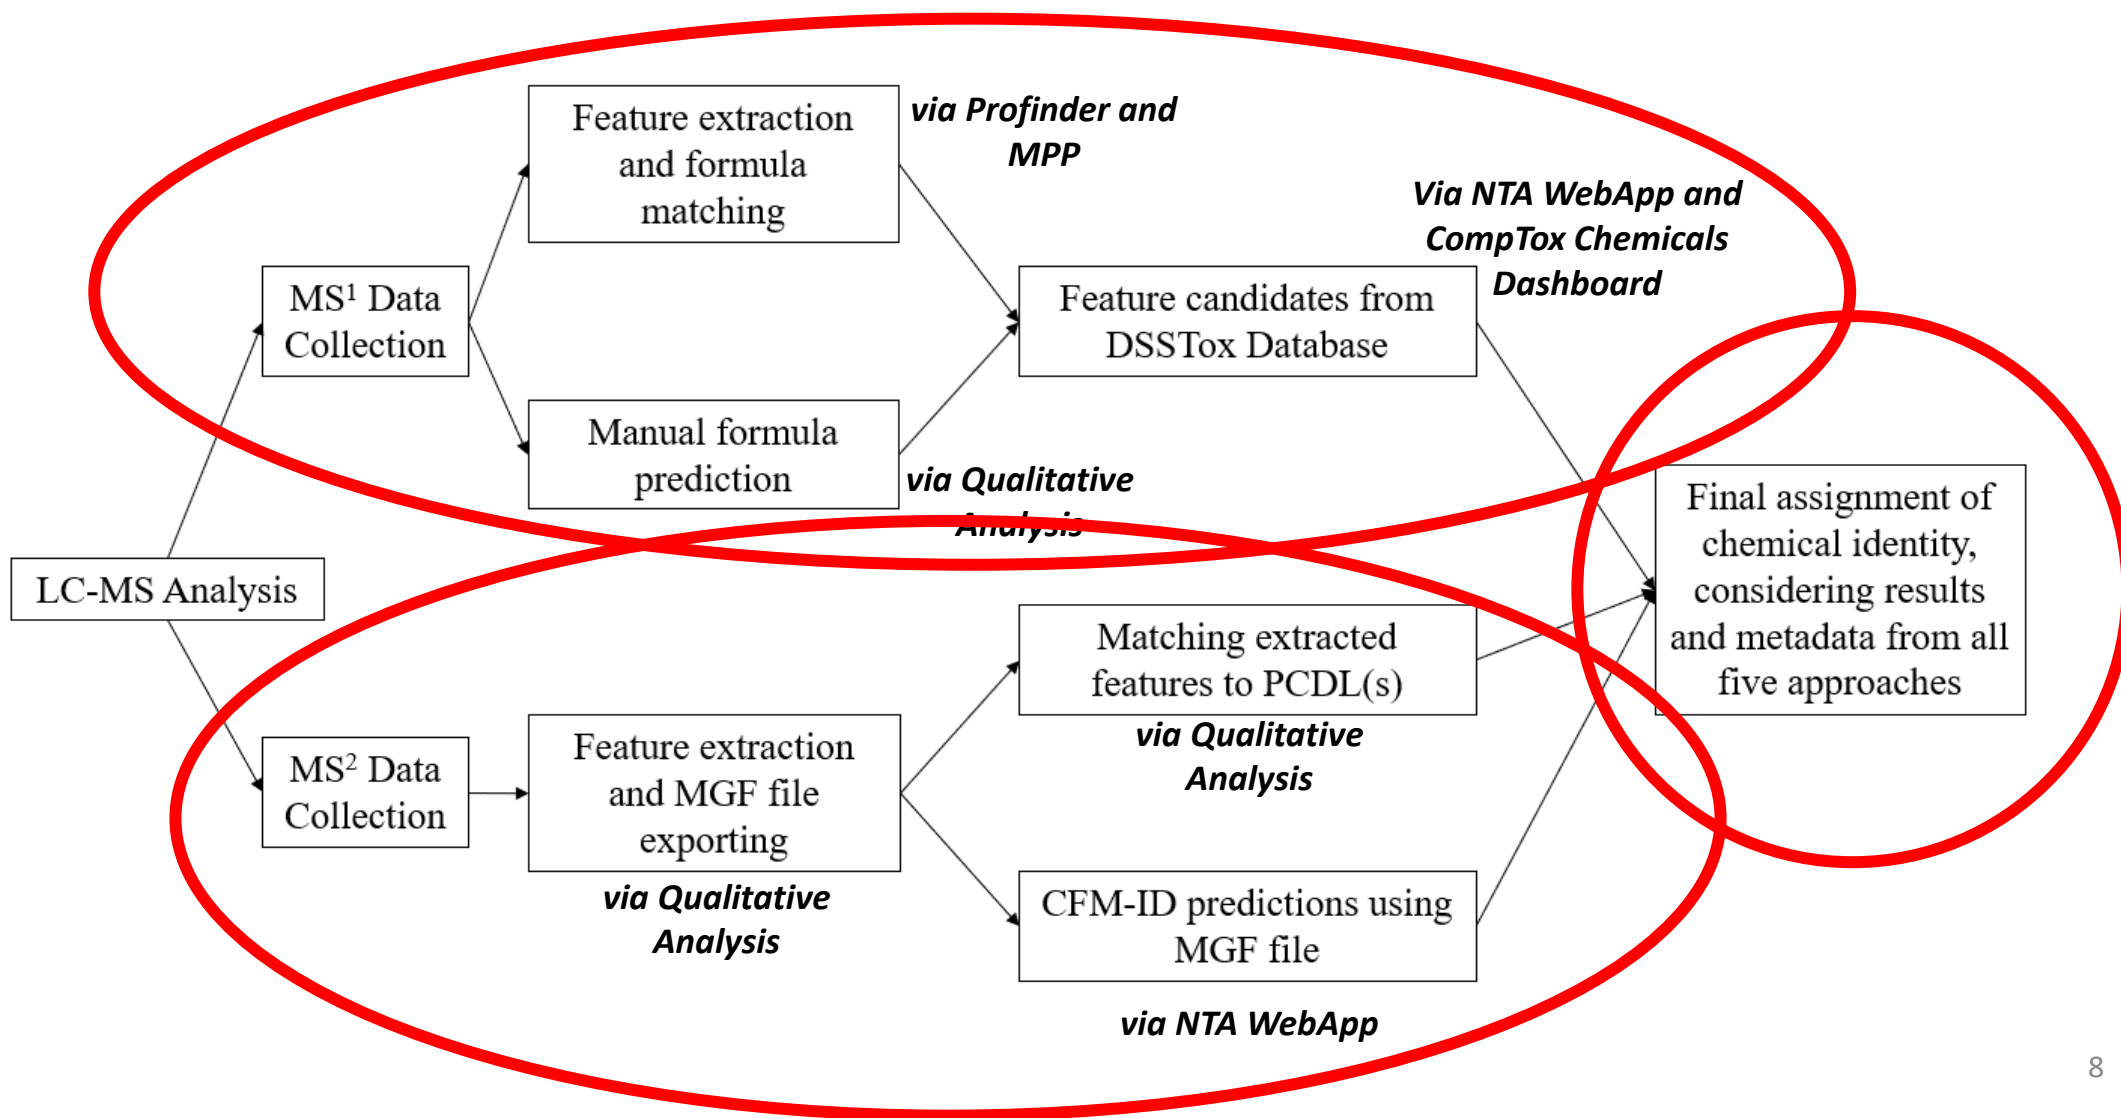 Feature extraction
and formula
matching
via Profinder and
MPP
Via NTA WebApp and
CompTox Chemicals
Dashboard
MS¹ Data
Collection
Feature candidates from
DSSTox Database
Manual formula
prediction
via Qualitative
Analysis
LC-MS Analysis
Final assignment of
chemical identity,
considering results
and metadata from all
five approaches
Matching extracted
features to PCDL(s)
via Qualitative
Analysis
MS² Data
Collection
Feature extraction
and MGF file
exporting
via Qualitative
Analysis
CFM-ID predictions using
MGF file
via NTA WebApp
8